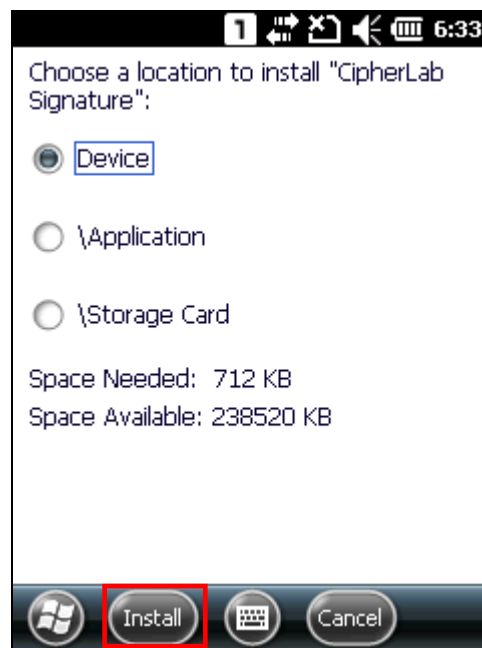 1 6:33
Choose a location to install "CipherLab
Signature":
Device
\Application
\Storage Card
Space Needed: 712 KB
Space Available: 238520 KB
Install Cancel